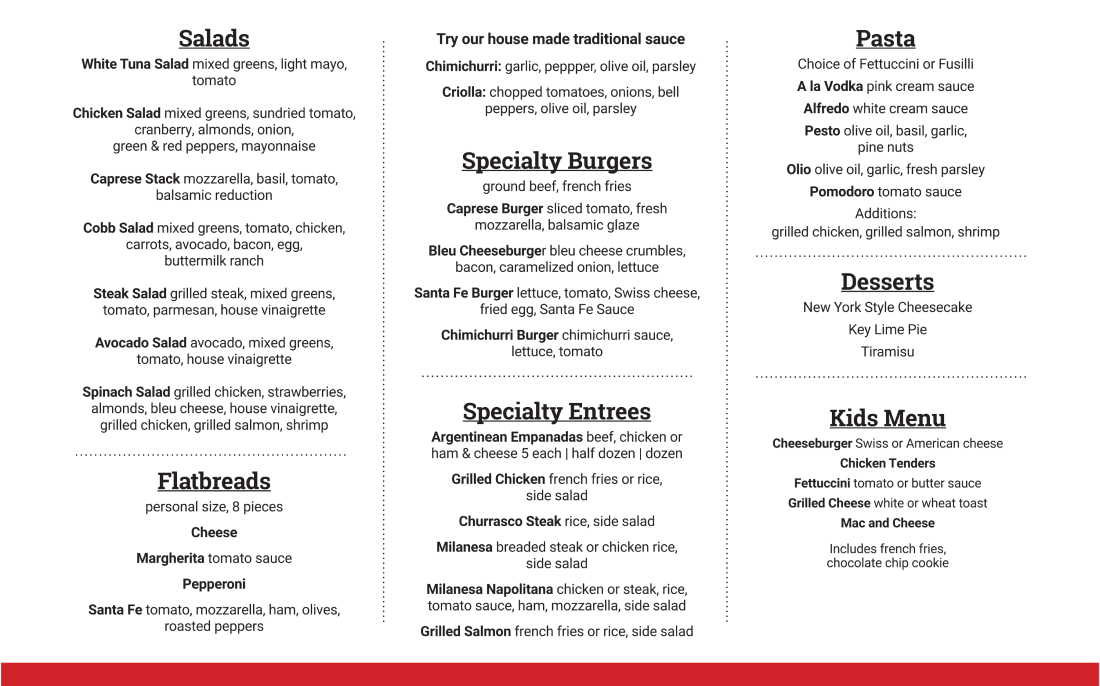 Salads
White Tuna Salad mixed greens, light mayo,
tomato
Chicken Salad mixed greens, sundried tomato,
cranberry, almonds, onion,
green & red peppers, mayonnaise
Caprese Stack mozzarella, basil, tomato,
balsamic reduction
Cobb Salad mixed greens, tomato, chicken,
carrots, avocado, bacon, egg,
buttermilk ranch
Steak Salad grilled steak, mixed greens,
tomato, parmesan, house vinaigrette
Avocado Salad avocado, mixed greens,
tomato, house vinaigrette
Spinach Salad grilled chicken, strawberries,
almonds, bleu cheese, house vinaigrette,
grilled chicken, grilled salmon, shrimp
Flatbreads
personal size, 8 pieces
Cheese
Margherita tomato sauce
Pepperoni
Santa Fe tomato, mozzarella, ham, olives,
roasted peppers
Try our house made traditional sauce
Chimichurri: garlic, peppper, olive oil, parsley
Criolla: chopped tomatoes, onions, bell
peppers, olive oil, parsley
Specialty Burgers
ground beef, french fries
Caprese Burger sliced tomato, fresh
mozzarella, balsamic glaze
Bleu Cheeseburger bleu cheese crumbles,
bacon, caramelized onion, lettuce
Santa Fe Burger lettuce, tomato, Swiss cheese,
fried egg, Santa Fe Sauce
Chimichurri Burger chimichurri sauce,
lettuce, tomato
Specialty Entrees
Argentinean Empanadas beef, chicken or
ham & cheese 5 each | half dozen | dozen
Grilled Chicken french fries or rice,
side salad
Churrasco Steak rice, side salad
Milanesa breaded steak or chicken rice,
side salad
Milanesa Napolitana chicken or steak, rice,
tomato sauce, ham, mozzarella, side salad
Grilled Salmon french fries or rice, side salad
Pasta
Choice of Fettuccini or Fusilli
A la Vodka pink cream sauce
Alfredo white cream sauce
Pesto olive oil, basil, garlic,
pine nuts
Olio olive oil, garlic, fresh parsley
Pomodoro tomato sauce
Additions:
grilled chicken, grilled salmon, shrimp
Desserts
New York Style Cheesecake
Key Lime Pie
Tiramisu
Kids Menu
Cheeseburger Swiss or American cheese
Chicken Tenders
Fettuccini tomato or butter sauce
Grilled Cheese white or wheat toast
Mac and Cheese
Includes french fries,
chocolate chip cookie